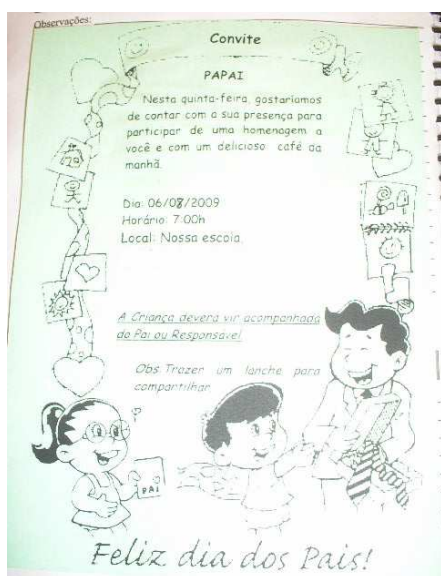 Observações:
Convite
PAPAI
Nesta quinta-feira, gostaríamos
de contar com a sua presença para
participar de uma homenagem a
você e com um delicioso café da
manhã.
Dia: 06/08/2009
Horário: 7:00h
Local: Nossa escola
A Criança devera vir acompanhada
do Pai ou Responsável
Obs. Trazer um lanche para
compartilhar
PAI
Feliz dia dos Pais!